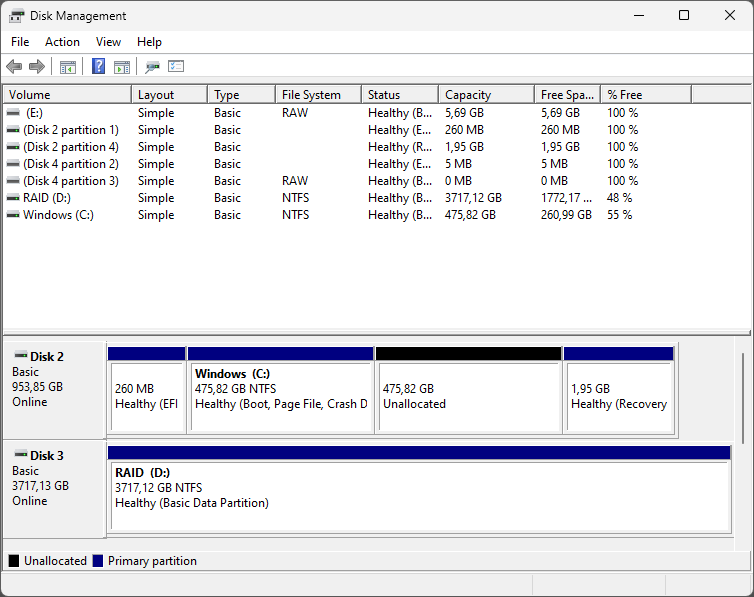 Disk Management
File Action View Help
Volume Layout Type File System Status Capacity Free Spa... % Free
(E:) Simple Basic RAW Healthy (B... 5,69 GB 5,69 GB 100 %
(Disk 2 partition 1) Simple Basic Healthy (E... 260 MB 260 MB 100 %
(Disk 2 partition 4) Simple Basic Healthy (R... 1,95 GB 1,95 GB 100 %
(Disk 4 partition 2) Simple Basic Healthy (E... 5 MB 5 MB 100 %
(Disk 4 partition 3) Simple Basic RAW Healthy (B... 0 MB 0 MB 100 %
RAID (D:) Simple Basic NTFS Healthy (B... 3717,12 GB 1772,17 ... 48 %
Windows (C:) Simple Basic NTFS Healthy (B... 475,82 GB 260,99 GB 55 %
Disk 2
Basic
953,85 GB
Online
260 MB
Healthy (EFI
Windows (C:)
475,82 GB NTFS
Healthy (Boot, Page File, Crash D
475,82 GB
Unallocated
1,95 GB
Healthy (Recovery
Disk 3
Basic
3717,13 GB
Online
RAID (D:)
3717,12 GB NTFS
Healthy (Basic Data Partition)
Unallocated Primary partition